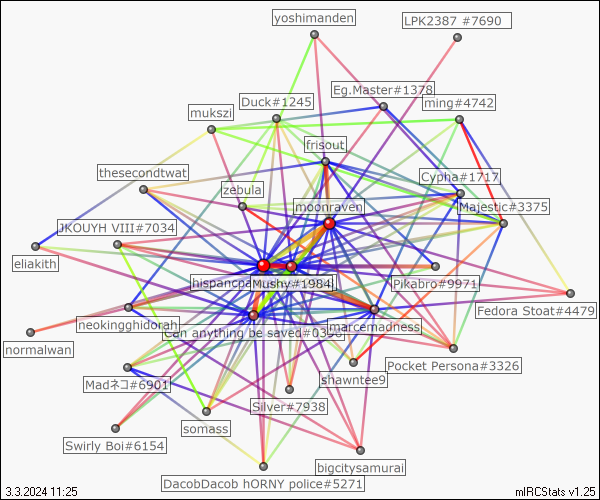 yoshimanden
LPK2387 #7690
Eg.Master#1378
Duck#1245
ming#4742
mukszi
frisout
thesecondtwat
Cypha#1717
zebula
moonraven
Majestic#3375
JKOUYH VIII#7034
eliakith
hispancpa
Mushy#1984
Pikabro#9971
Fedora Stoat#4479
neokingghidorah
Can anything be saved#0
marcemadness
normalwan
Pocket Persona#3326
shawntee9
Madネコ#6901
Silver#7938
somass
Swirly Boi#6154
bigcitysamurai
DacobDacob hORNY police#5271
3.3.2024 11:25
mIRCStats v1.25